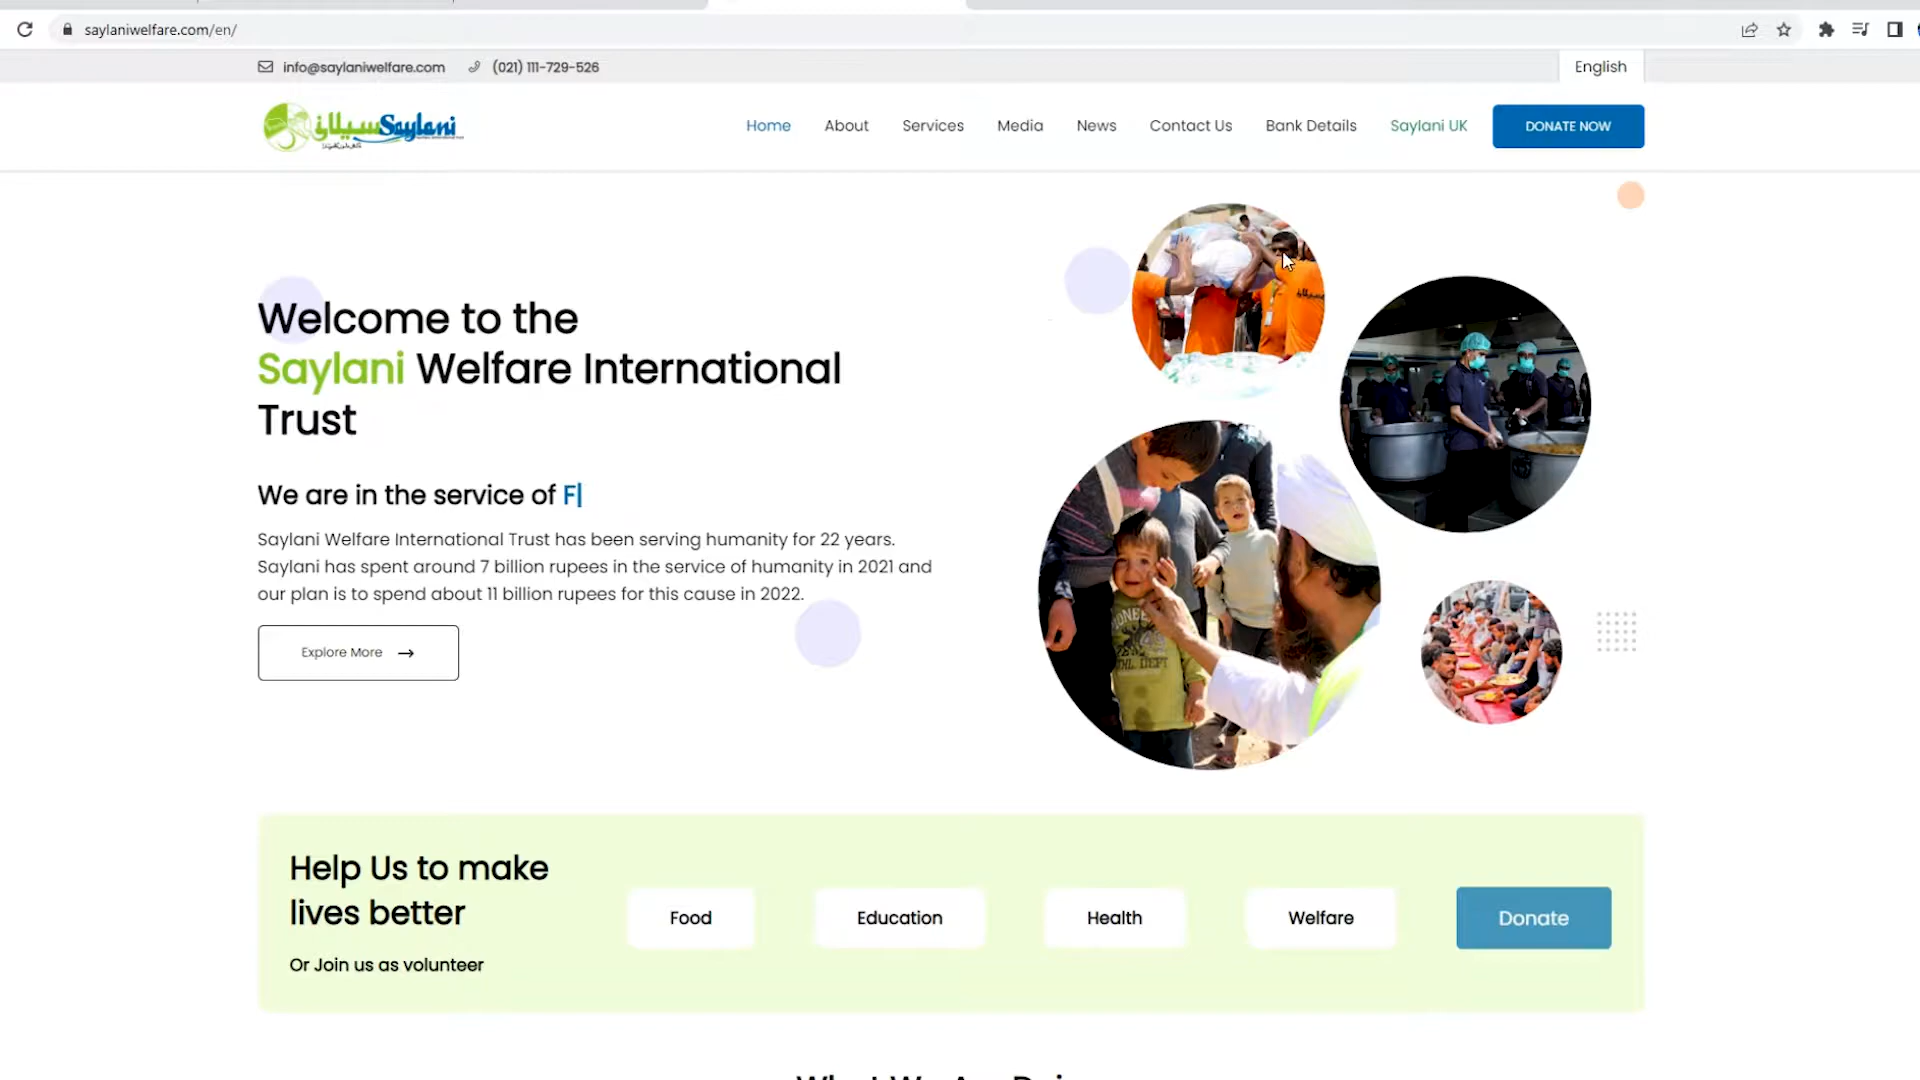 saylaniwelfare.com/en/
info@saylaniwelfare.com (021) 111-729-526
English
سیلانی Saylani
Home About Services Media News Contact Us Bank Details Saylani UK DONATE NOW
Welcome to the
Saylani Welfare International
Trust
We are in the service of F|
Saylani Welfare International Trust has been serving humanity for 22 years.
Saylani has spent around 7 billion rupees in the service of humanity in 2021 and
our plan is to spend about 11 billion rupees for this cause in 2022.
Explore More →
Help Us to make
lives better
Or Join us as volunteer
Food Education Health Welfare Donate